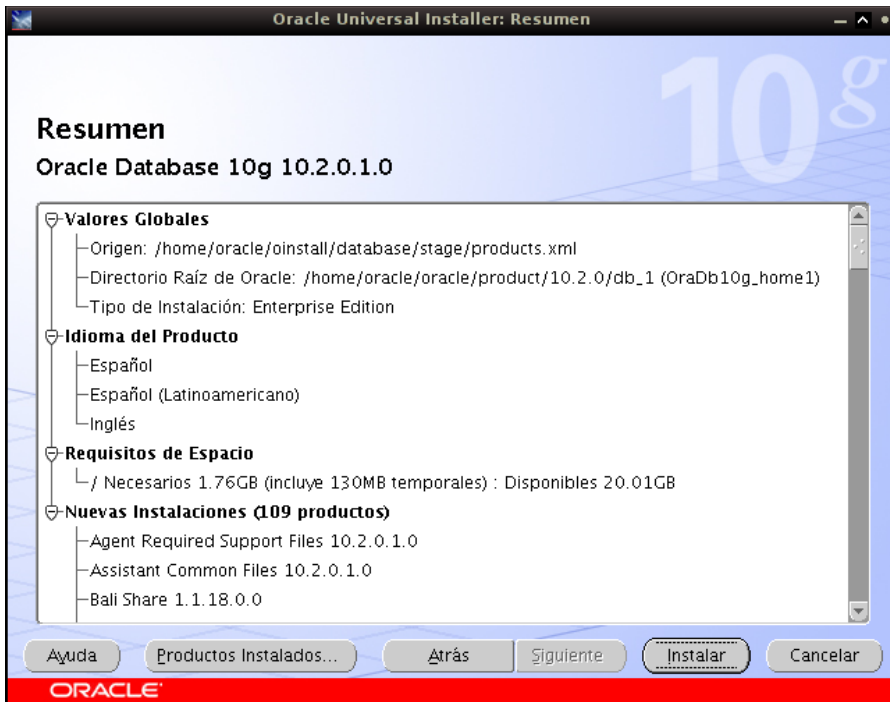 Oracle Universal Installer: Resumen
10g
Resumen
Oracle Database 10g 10.2.0.1.0
Valores Globales
Origen: /home/oracle/oinstall/database/stage/products.xml
Directorio Raíz de Oracle: /home/oracle/oracle/product/10.2.0/db_1 (OraDb10g_home1)
Tipo de Instalación: Enterprise Edition
Idioma del Producto
Español
Español (Latinoamericano)
Inglés
Requisitos de Espacio
/ Necesarios 1.76GB (incluye 130MB temporales) : Disponibles 20.01GB
Nuevas Instalaciones (109 productos)
Agent Required Support Files 10.2.0.1.0
Assistant Common Files 10.2.0.1.0
Bali Share 1.1.18.0.0
Ayuda Productos Instalados... Atrás Siguiente Instalar Cancelar
ORACLE